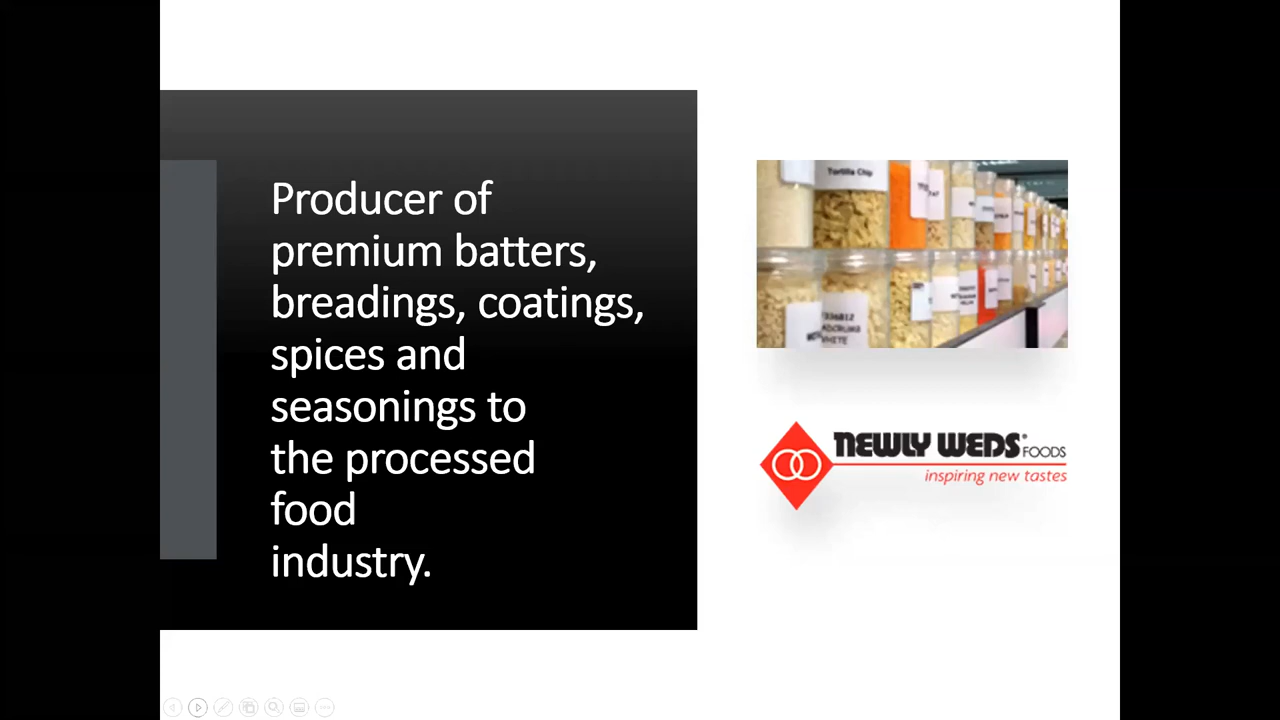 Producer of
premium batters,
breadings, coatings,
spices and
seasonings to
the processed
food
industry.
Tortilla Chip
WHITE
NEWLY WEDS® FOODS
inspiring new tastes